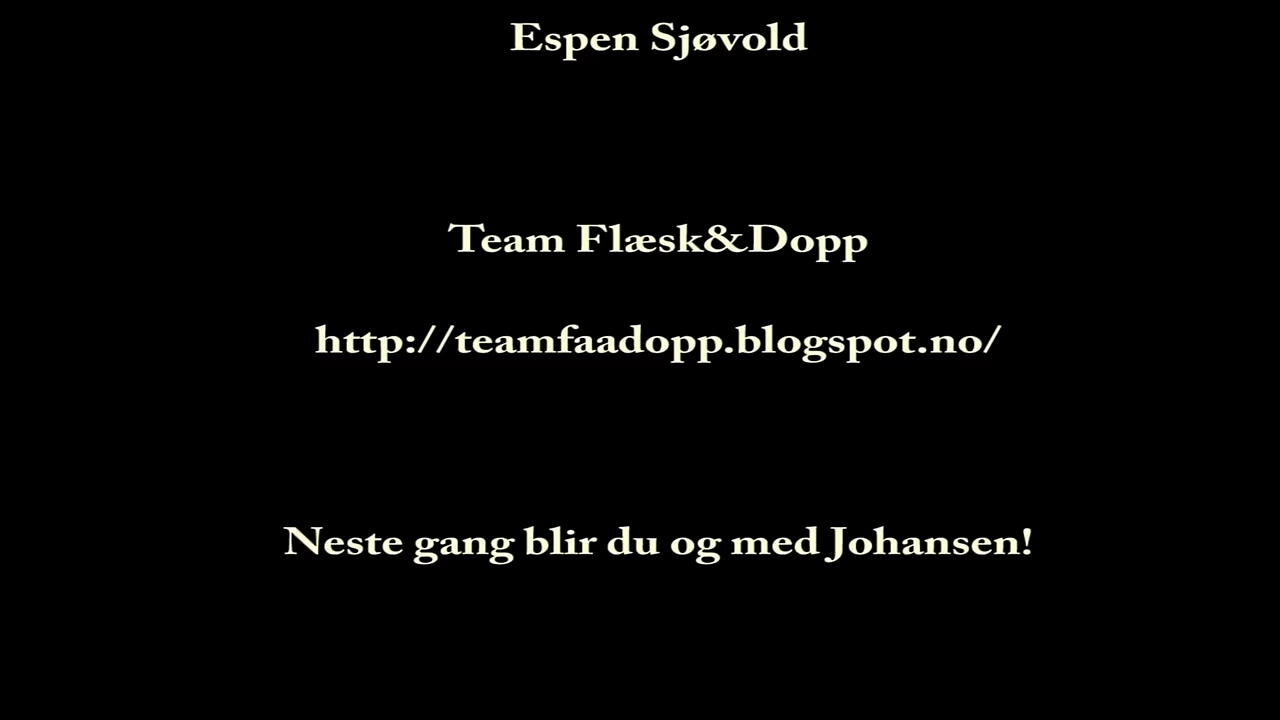 Espen Sjøvold
Team Flæsk&Dopp
http://teamfaadopp.blogspot.no/
Neste gang blir du og med Johansen!